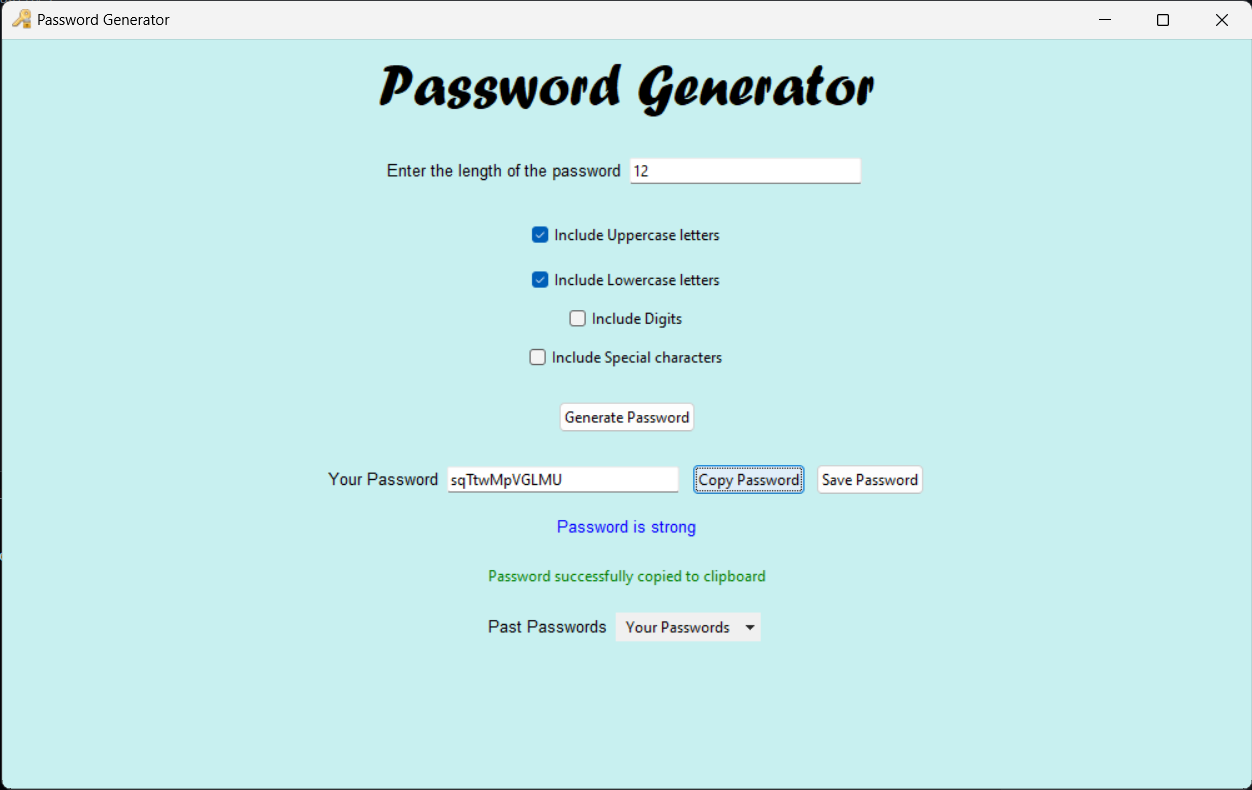 Password Generator
Password Generator
Enter the length of the password 12
Include Uppercase letters
Include Lowercase letters
Include Digits
Include Special characters
Generate Password
Your Password sqTtwMpVGLMU Copy Password Save Password
Password is strong
Password successfully copied to clipboard
Past Passwords Your Passwords